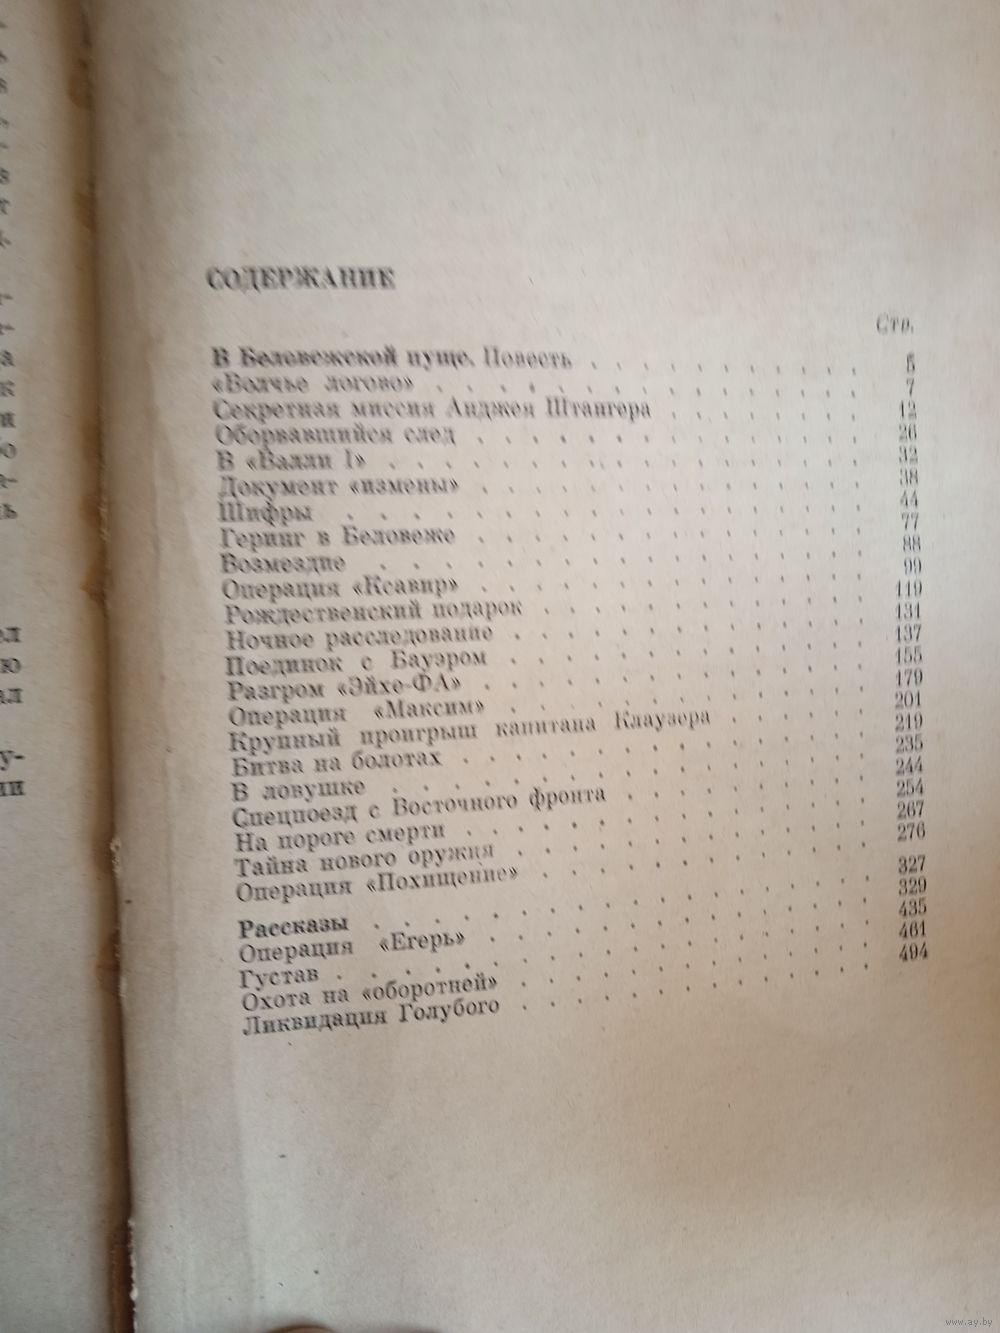 СОДЕРЖАНИЕ
Стр.
В Беловежской пуще. Повесть . . . . . . . . . . 5
«Волчье логово» . . . . . . . . . . 7
Секретная миссия Анджея Штангера . . . . . . . 12
Оборвавшийся след . . . . . . . . . . 26
В «Валли I» . . . . . . . . . . 32
Документ «измены» . . . . . . . . . . 38
Шифры . . . . . . . . . . 44
Геринг в Беловеже . . . . . . . . . . 77
Возмездие . . . . . . . . . . 88
Операция «Ксавир» . . . . . . . . . . 99
Рождественский подарок . . . . . . . . . . 119
Ночное расследование . . . . . . . . . . 131
Поединок с Бауэром . . . . . . . . . . 137
Разгром «Эйхе-ФА» . . . . . . . . . . 155
Операция «Максим» . . . . . . . . . . 179
Крупный проигрыш капитана Клаузера . . . . . 201
Битва на болотах . . . . . . . . . . 219
В ловушке . . . . . . . . . . 235
Спецпоезд с Восточного фронта . . . . . . . 244
На пороге смерти . . . . . . . . . . 254
Тайна нового оружия . . . . . . . . . . 267
Операция «Похищение» . . . . . . . . . . 276
Рассказы . . . . . . . . . . 327
Операция «Егерь» . . . . . . . . . . 329
Густав . . . . . . . . . . 435
Охота на «оборотней» . . . . . . . . . . 461
Ликвидация Голубого . . . . . . . . . . 494
www.ay.by